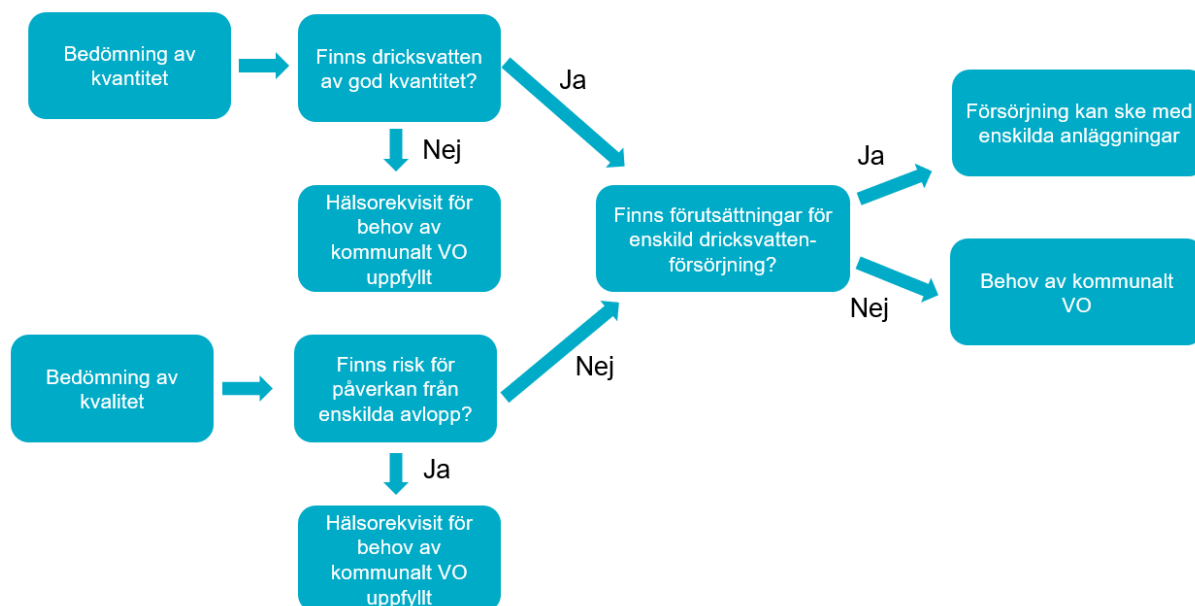 Bedömning av
kvantitet
Finns dricksvatten
av god kvantitet?
Ja
Nej
Hälsorekvisit för
behov av
kommunalt VO
uppfyllt
Bedömning av
kvalitet
Finns risk för
påverkan från
enskilda avlopp?
Nej
Ja
Hälsorekvisit för
behov av
kommunalt VO
uppfyllt
Finns förutsättningar för
enskild dricksvatten-
försörjning?
Ja
Försörjning kan ske med
enskilda anläggningar
Nej
Behov av kommunalt
VO